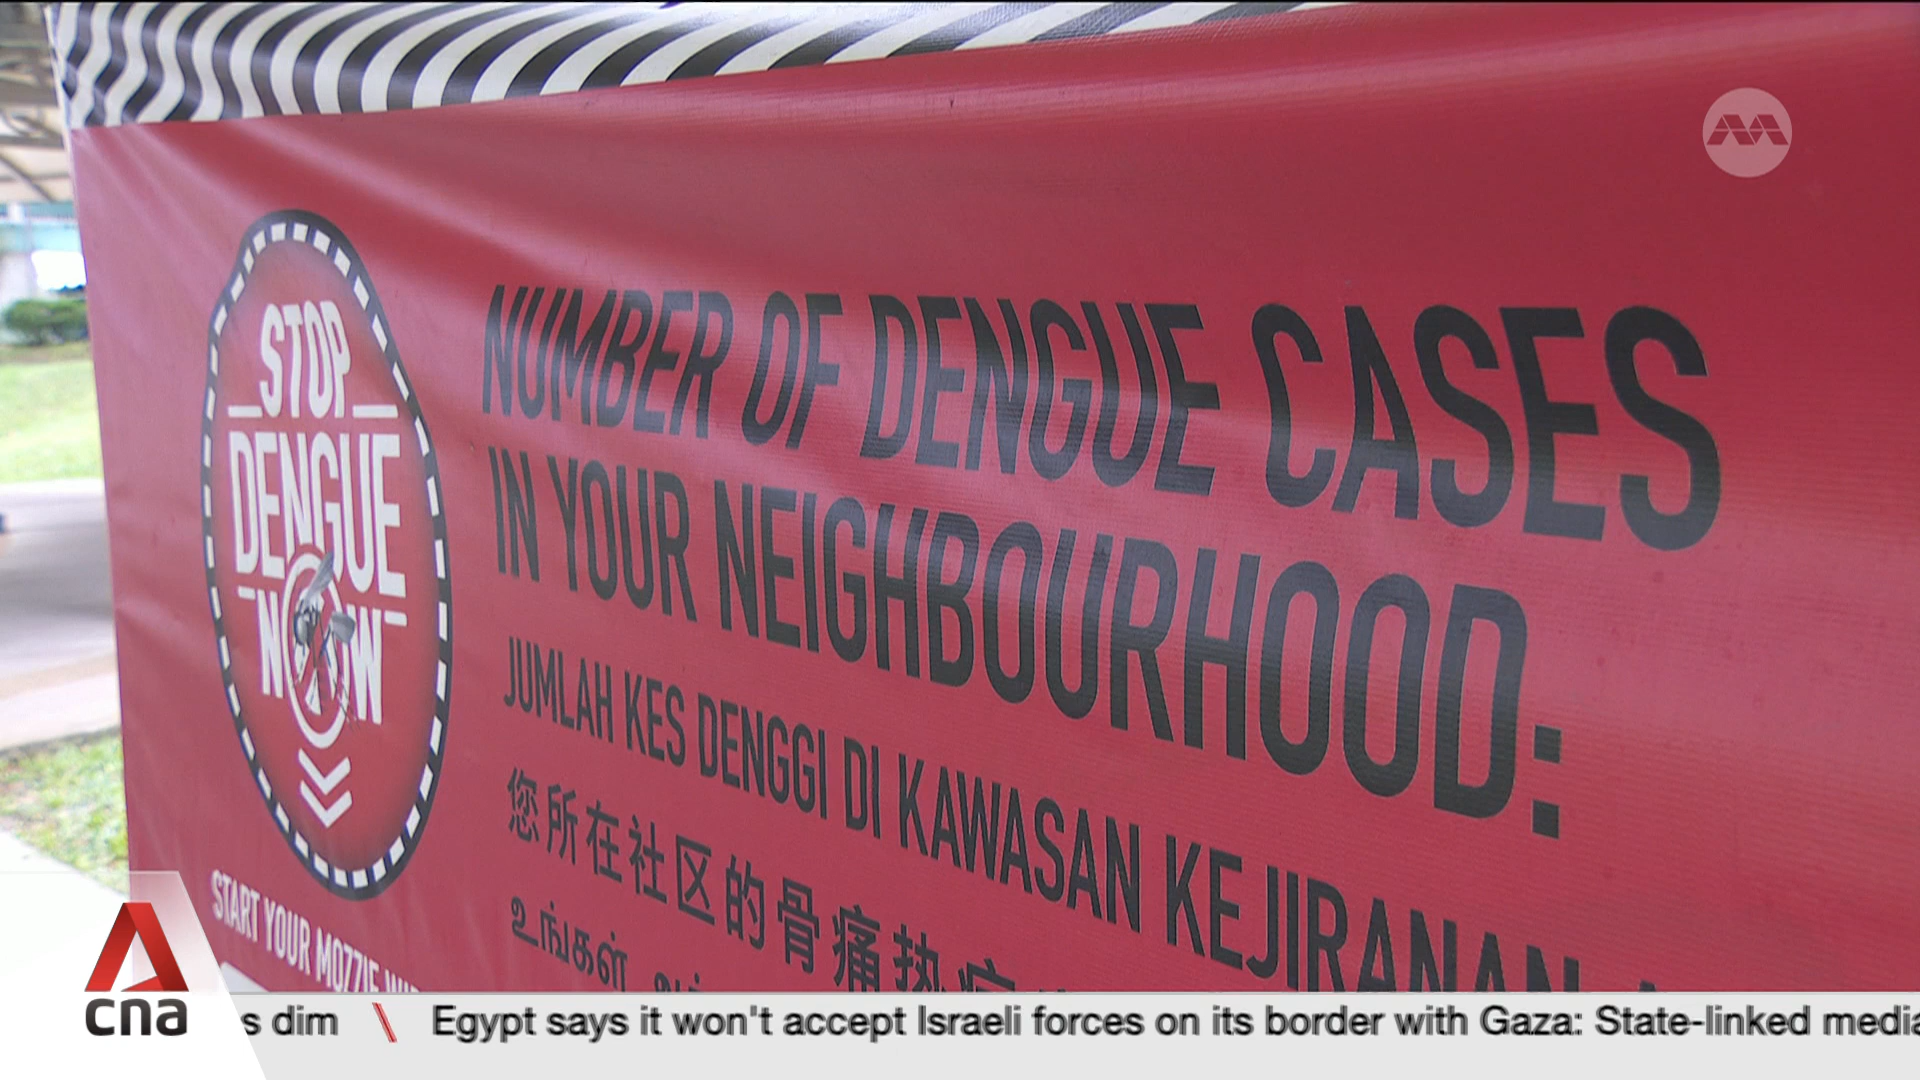 STOP
DENGUE
NOW
START YOUR MOZZIE
NUMBER OF DENGUE CASES
IN YOUR NEIGHBOURHOOD:
JUMLAH KES DENGGI DI KAWASAN KEJIRANAN
您所在社区的骨痛热症
உங்கள்
cna
s dim
Egypt says it won't accept Israeli forces on its border with Gaza: State-linked media